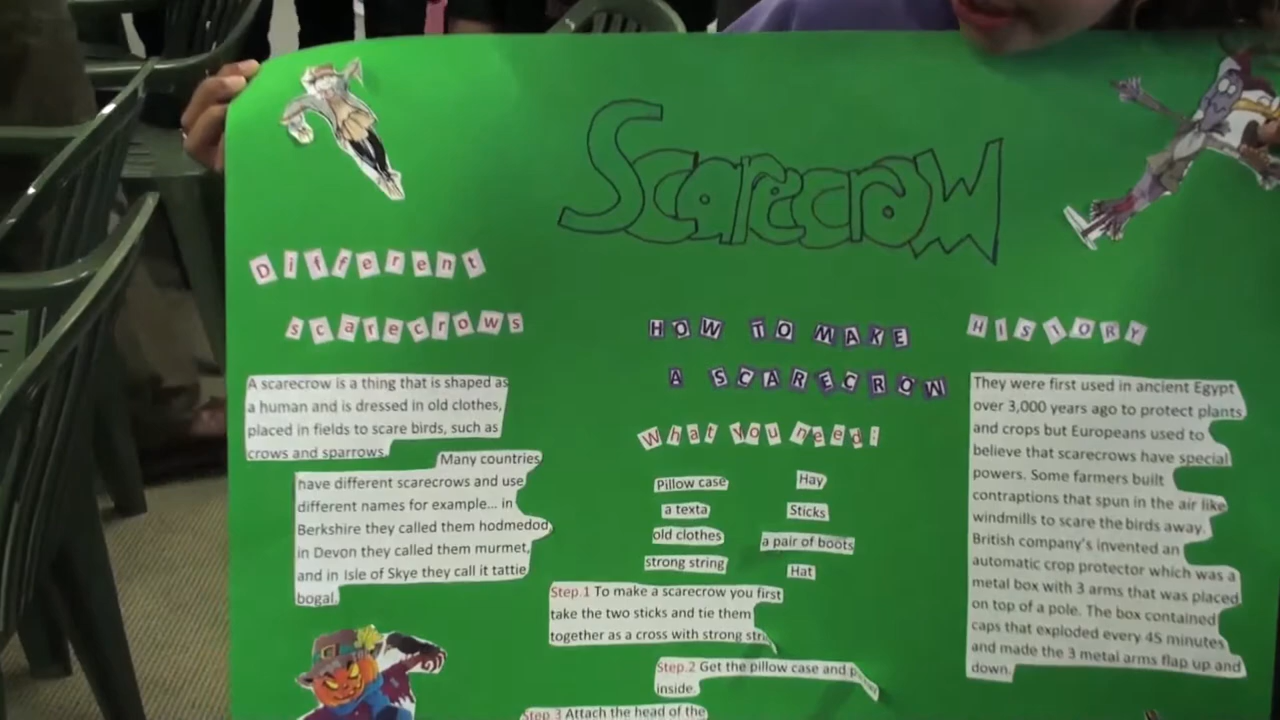 Scarecrow
Different
scarecrows
A scarecrow is a thing that is shaped as
a human and is dressed in old clothes,
placed in fields to scare birds, such as
crows and sparrows.
Many countries
have different scarecrows and use
different names for example... in
Berkshire they called them hodmedod,
in Devon they called them murmet,
and in Isle of Skye they call it tattie
bogal.
HOW TO MAKE
A SCARECROW
What You need:
Pillow case
a texta
old clothes
strong string
Hay
Sticks
a pair of boots
Hat
Step.1 To make a scarecrow you first
take the two sticks and tie them
together as a cross with strong
Step.2 Get the pillow case and
inside.
Step 3 Attach the head of the
HISTORY
They were first used in ancient Egypt
over 3,000 years ago to protect plants
and crops but Europeans used to
believe that scarecrows have special
powers. Some farmers built
contraptions that spun in the air like
windmills to scare the birds away.
British company's invented an
automatic crop protector which was a
metal box with 3 arms that was placed
on top of a pole. The box contained
caps that exploded every 45 minutes
and made the 3 metal arms flap up and
down.